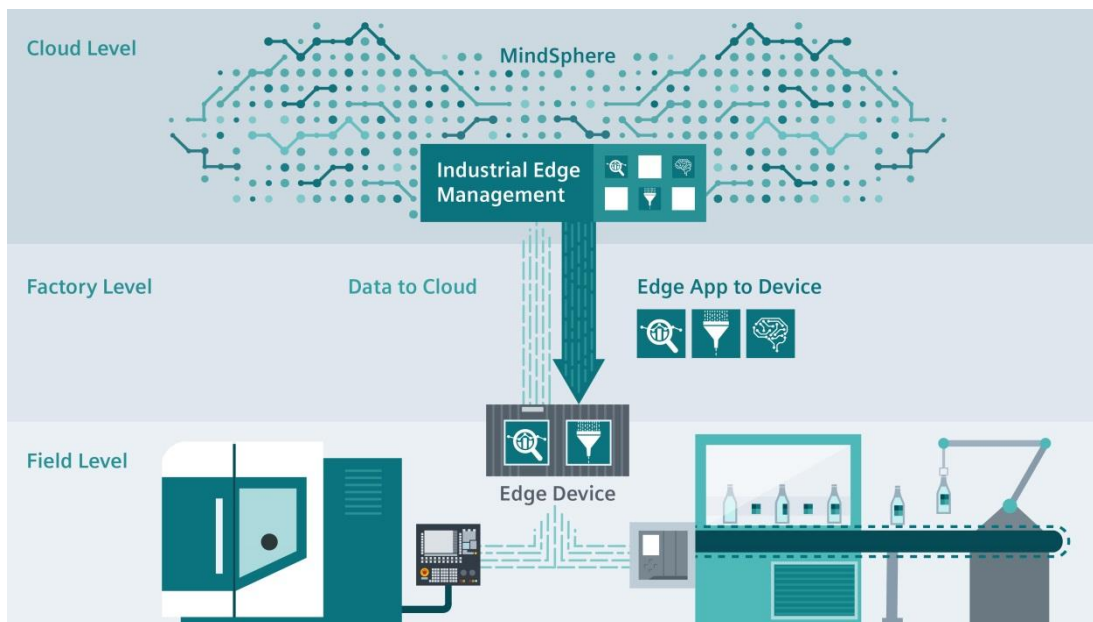 Cloud Level
MindSphere
Industrial Edge
Management
Factory Level
Data to Cloud
Edge App to Device
Field Level
Edge Device